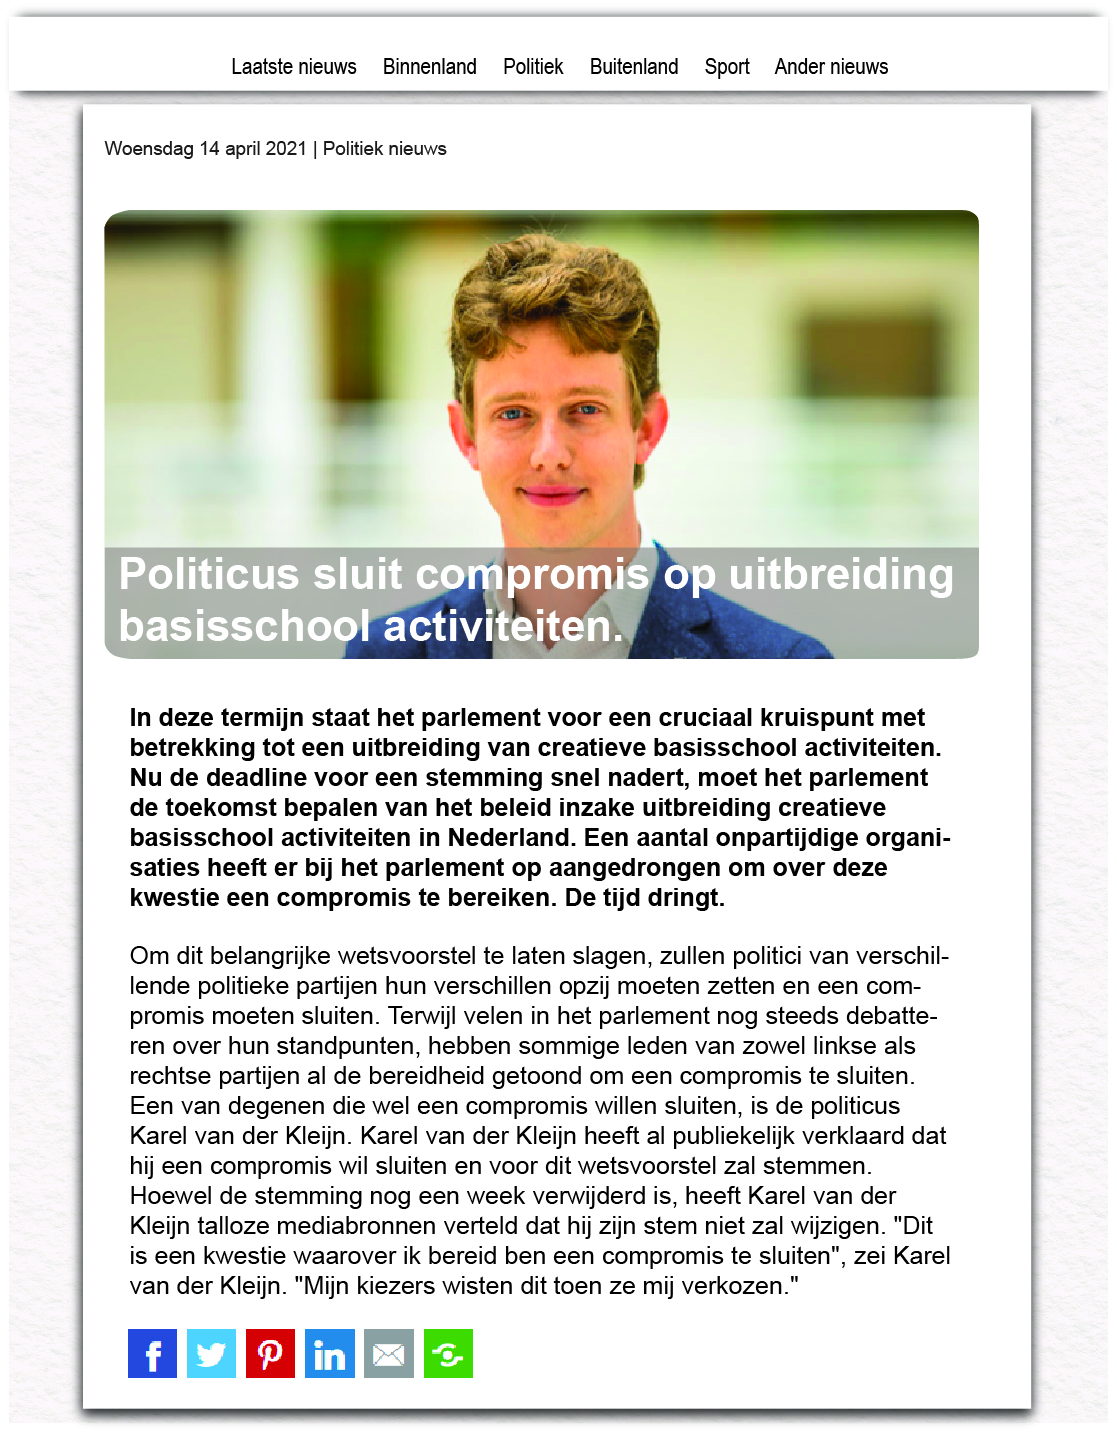 Laatste nieuws Binnenland Politiek Buitenland Sport Ander nieuws
Woensdag 14 april 2021 | Politiek nieuws
Politicus sluit compromis op uitbreiding
basisschool activiteiten.
In deze termijn staat het parlement voor een cruciaal kruispunt met
betrekking tot een uitbreiding van creatieve basisschool activiteiten.
Nu de deadline voor een stemming snel nadert, moet het parlement
de toekomst bepalen van het beleid inzake uitbreiding creatieve
basisschool activiteiten in Nederland. Een aantal onpartijdige organi-
saties heeft er bij het parlement op aangedrongen om over deze
kwestie een compromis te bereiken. De tijd dringt.
Om dit belangrijke wetsvoorstel te laten slagen, zullen politici van verschil-
lende politieke partijen hun verschillen opzij moeten zetten en een com-
promis moeten sluiten. Terwijl velen in het parlement nog steeds debatte-
ren over hun standpunten, hebben sommige leden van zowel linkse als
rechtse partijen al de bereidheid getoond om een compromis te sluiten.
Een van degenen die wel een compromis willen sluiten, is de politicus
Karel van der Kleijn. Karel van der Kleijn heeft al publiekelijk verklaard dat
hij een compromis wil sluiten en voor dit wetsvoorstel zal stemmen.
Hoewel de stemming nog een week verwijderd is, heeft Karel van der
Kleijn talloze mediabronnen verteld dat hij zijn stem niet zal wijzigen. "Dit
is een kwestie waarover ik bereid ben een compromis te sluiten", zei Karel
van der Kleijn. "Mijn kiezers wisten dit toen ze mij verkozen."